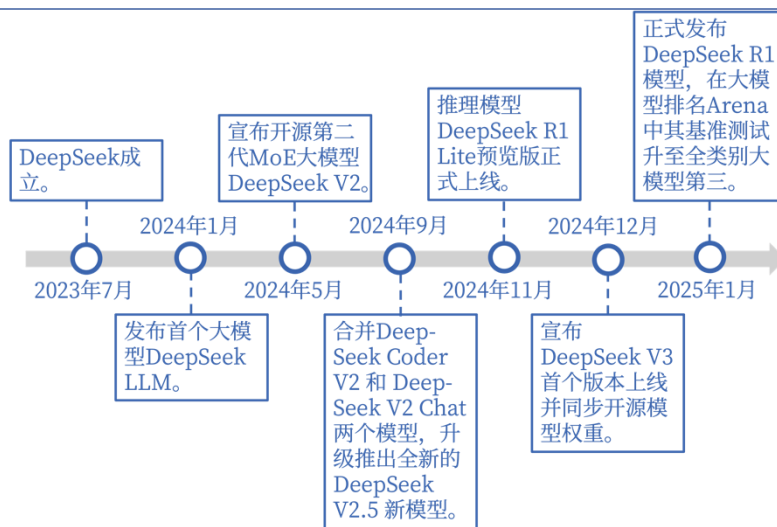 DeepSeek成
立。
2023年7月
2024年1月
发布首个大模
型DeepSeek
LLM。
宣布开源第二
代MoE大模型
DeepSeek V2。
2024年5月
2024年9月
合并Deep-
Seek Coder
V2 和 Deep-
Seek V2 Chat
两个模型，升
级推出全新的
DeepSeek
V2.5 新模型。
推理模型
DeepSeek R1
Lite预览版正
式上线。
2024年11月
2024年12月
宣布
DeepSeek V3
首个版本上线
并同步开源模
型权重。
正式发布
DeepSeek R1
模型，在大模
型排名Arena
中其基准测试
升至全类别大
模型第三。
2025年1月